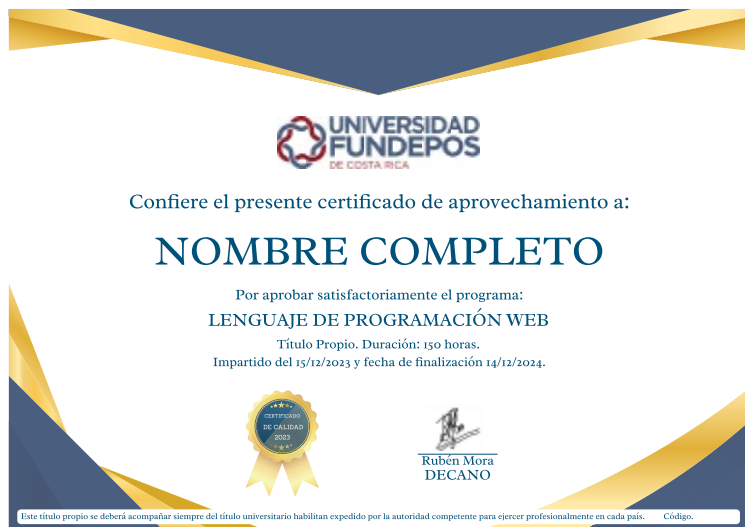 UNIVERSIDAD
FUNDEPOS
DE COSTA RICA
Confiere el presente certificado de aprovechamiento a:
NOMBRE COMPLETO
Por aprobar satisfactoriamente el programa:
LENGUAJE DE PROGRAMACIÓN WEB
Título Propio. Duración: 150 horas.
Impartido del 15/12/2023 y fecha de finalización 14/12/2024.
CERTIFICADO
DE CALIDAD
2023
Rubén Mora
DECANO
Este título propio se deberá acompañar siempre del título universitario habilitan expedido por la autoridad competente para ejercer profesionalmente en cada país. Código.